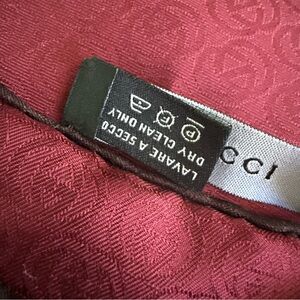 LAVARE A SECCO
DRY CLEAN ONLY
P F
CCI